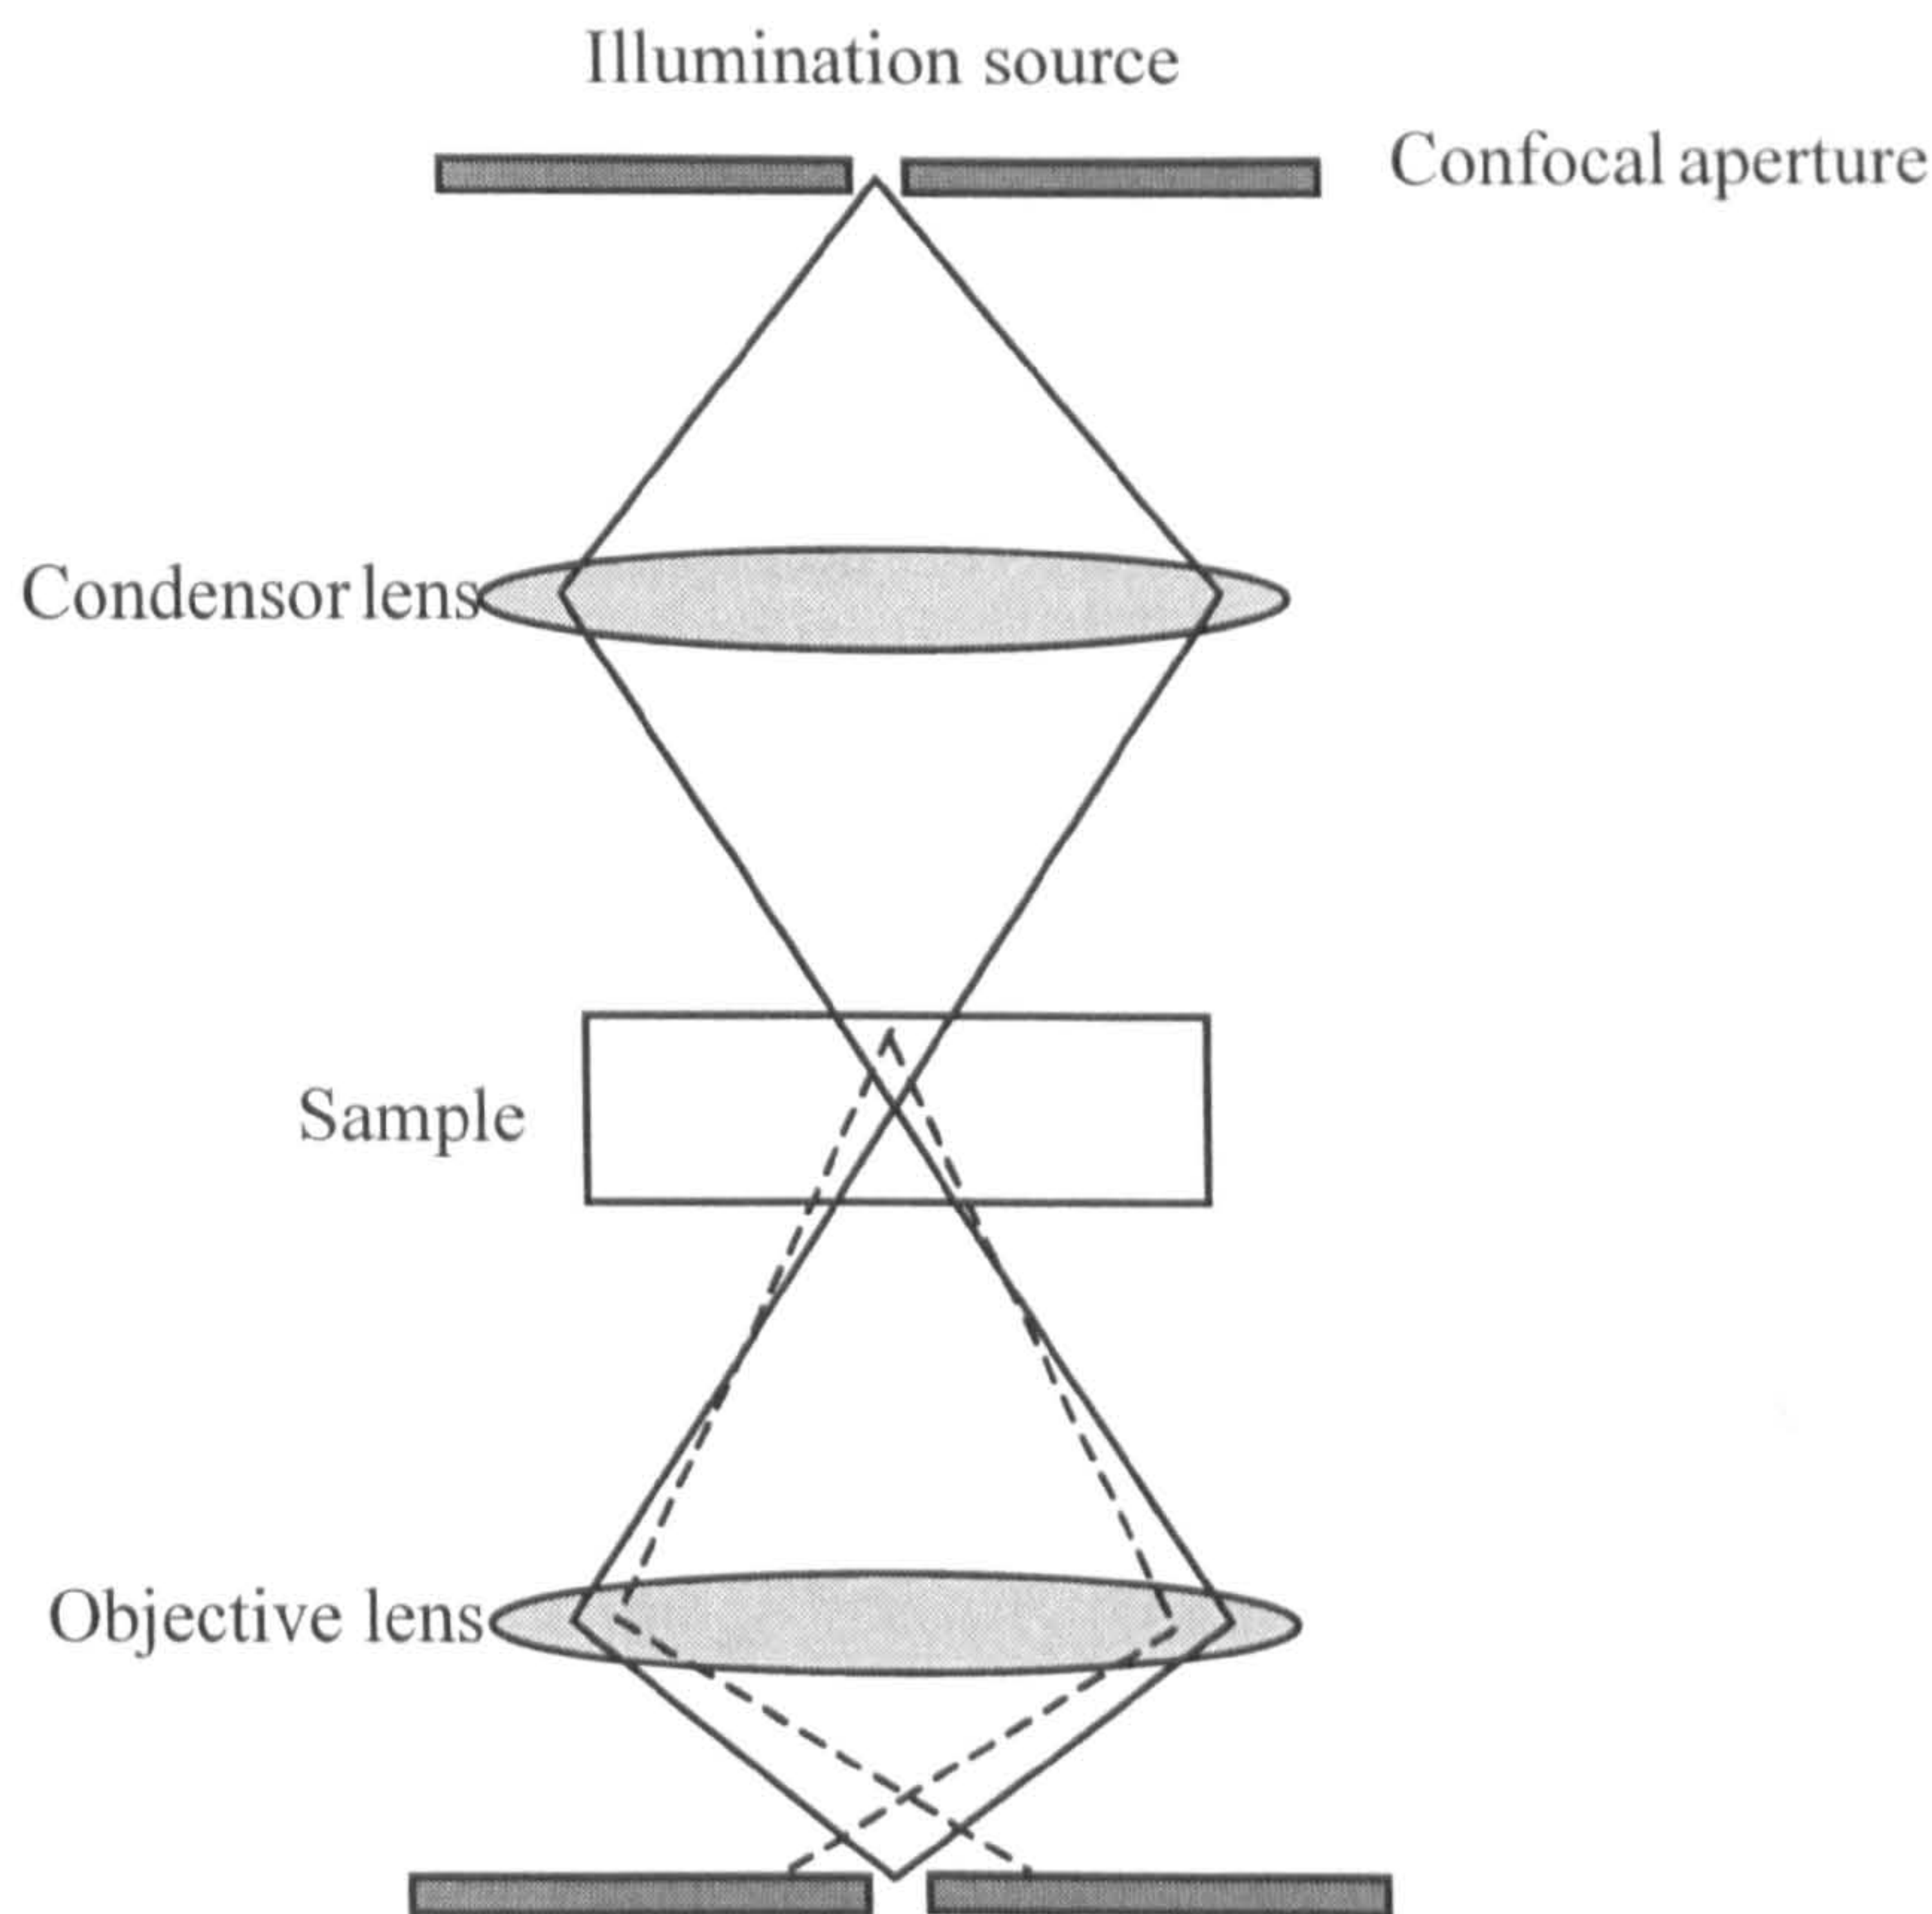 Illumination source
Confocal aperture
Condensor lens
Sample
Objective lens